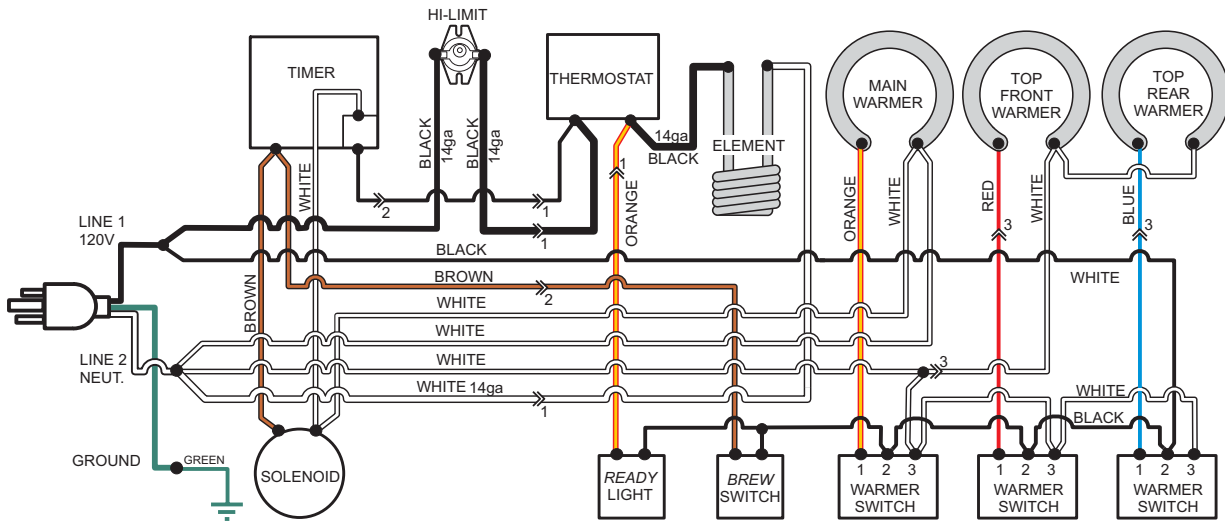 HI-LIMIT
TIMER
THERMOSTAT
MAIN
WARMER
TOP
FRONT
WARMER
TOP
REAR
WARMER
BLACK
14ga
BLACK
14ga
14ga
BLACK
ELEMENT
WHITE
2
1
1
1
ORANGE
ORANGE
WHITE
RED
3
WHITE
BLUE
3
LINE 1
120V
BLACK
WHITE
BROWN
2
BROWN
WHITE
WHITE
LINE 2
NEUT.
WHITE
3
WHITE 14ga
1
WHITE
BLACK
GROUND
GREEN
SOLENOID
READY
LIGHT
BREW
SWITCH
1 2 3
WARMER
SWITCH
1 2 3
WARMER
SWITCH
1 2 3
WARMER
SWITCH